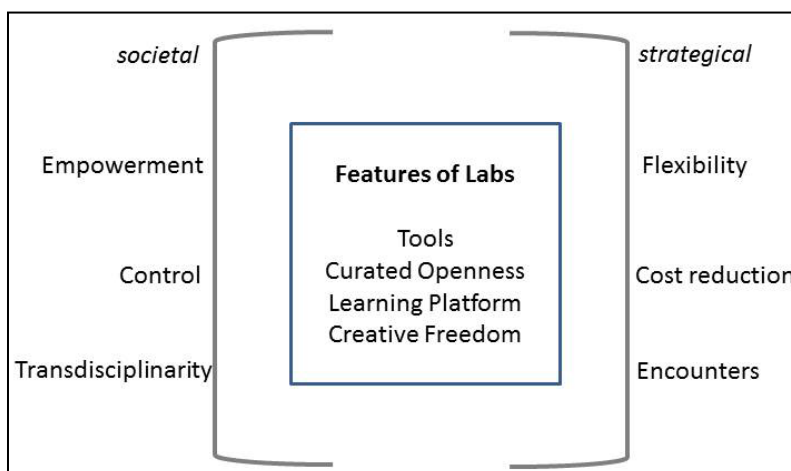 societal
strategical
Empowerment
Features of Labs
Flexibility
Tools
Curated Openness
Control
Cost reduction
Learning Platform
Creative Freedom
Transdisciplinarity
Encounters